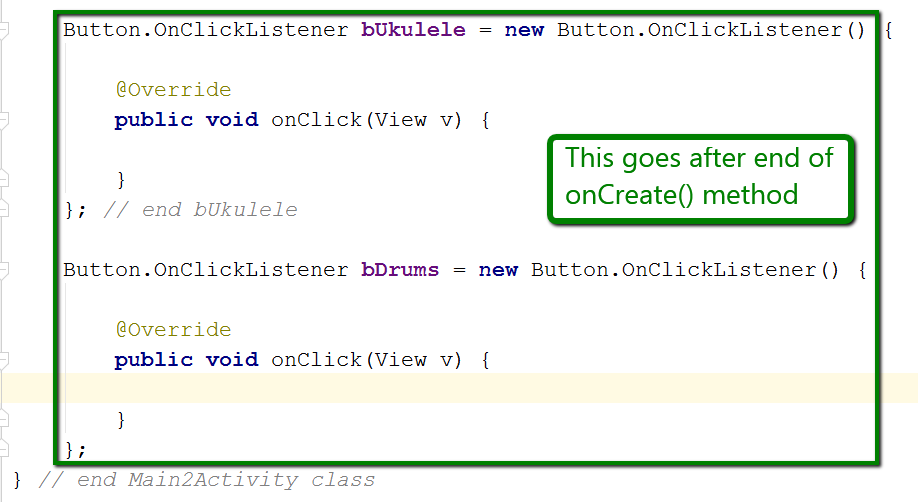 Button.OnClickListener bUkulele = new Button.OnClickListener() {
@Override
public void onClick(View v) {
}
}; // end bUkulele
This goes after end of
onCreate() method
Button.OnClickListener bDrums = new Button.OnClickListener() {
@Override
public void onClick(View v) {
}
};
} // end Main2Activity class